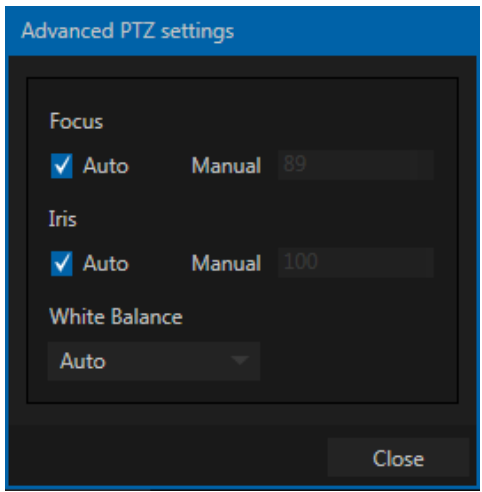 Advanced PTZ settings
Focus
Auto Manual 89
Iris
Auto Manual 100
White Balance
Auto
Close